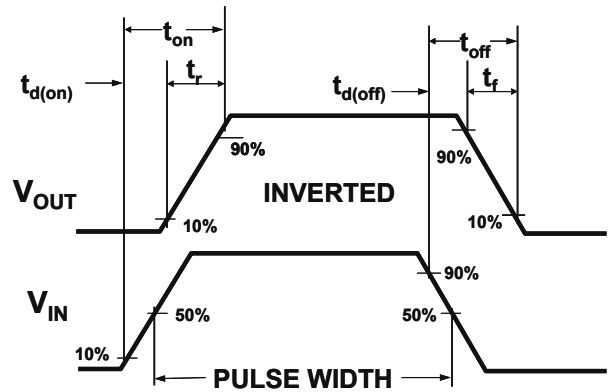 t_on
t_off
t_d(on)
t_r
t_d(off)
t_f
90%
90%
V_OUT
INVERTED
10%
10%
90%
V_IN
50%
50%
10%
PULSE WIDTH